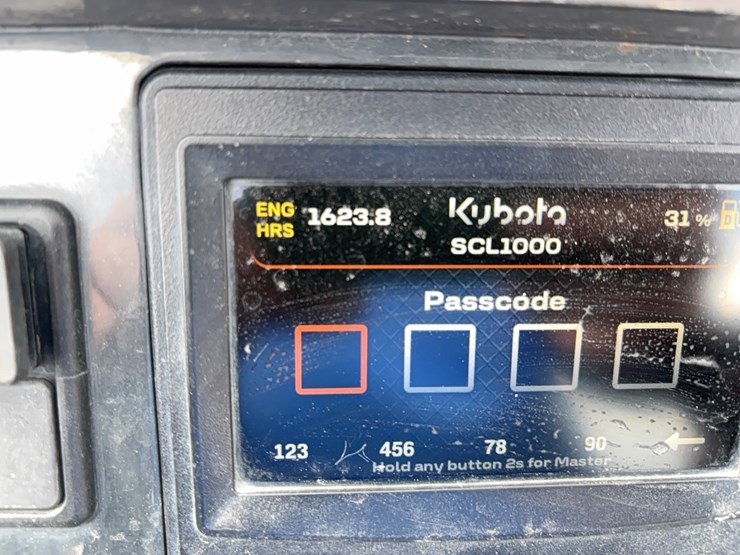 ENG HRS 1623.8 Kubota 31 %
SCL1000
Passcode
123 456 78 90
Hold any button 2s for Master